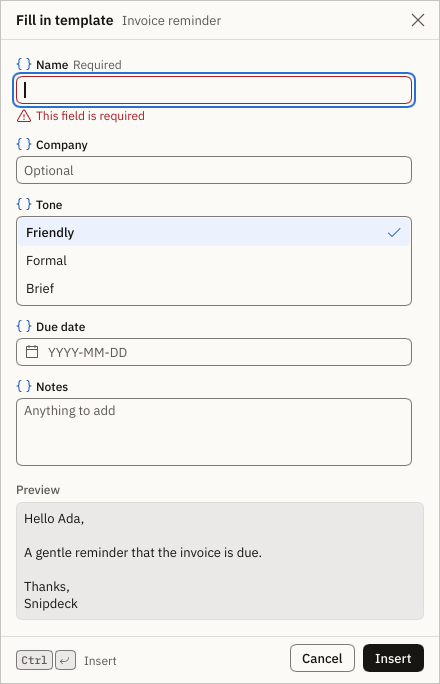 Fill in template Invoice reminder
{ } Name Required
This field is required
{ } Company
Optional
{ } Tone
Friendly
Formal
Brief
{ } Due date
YYYY-MM-DD
{ } Notes
Anything to add
Preview
Hello Ada,
A gentle reminder that the invoice is due.
Thanks,
Snipdeck
Ctrl ↵ Insert
Cancel
Insert